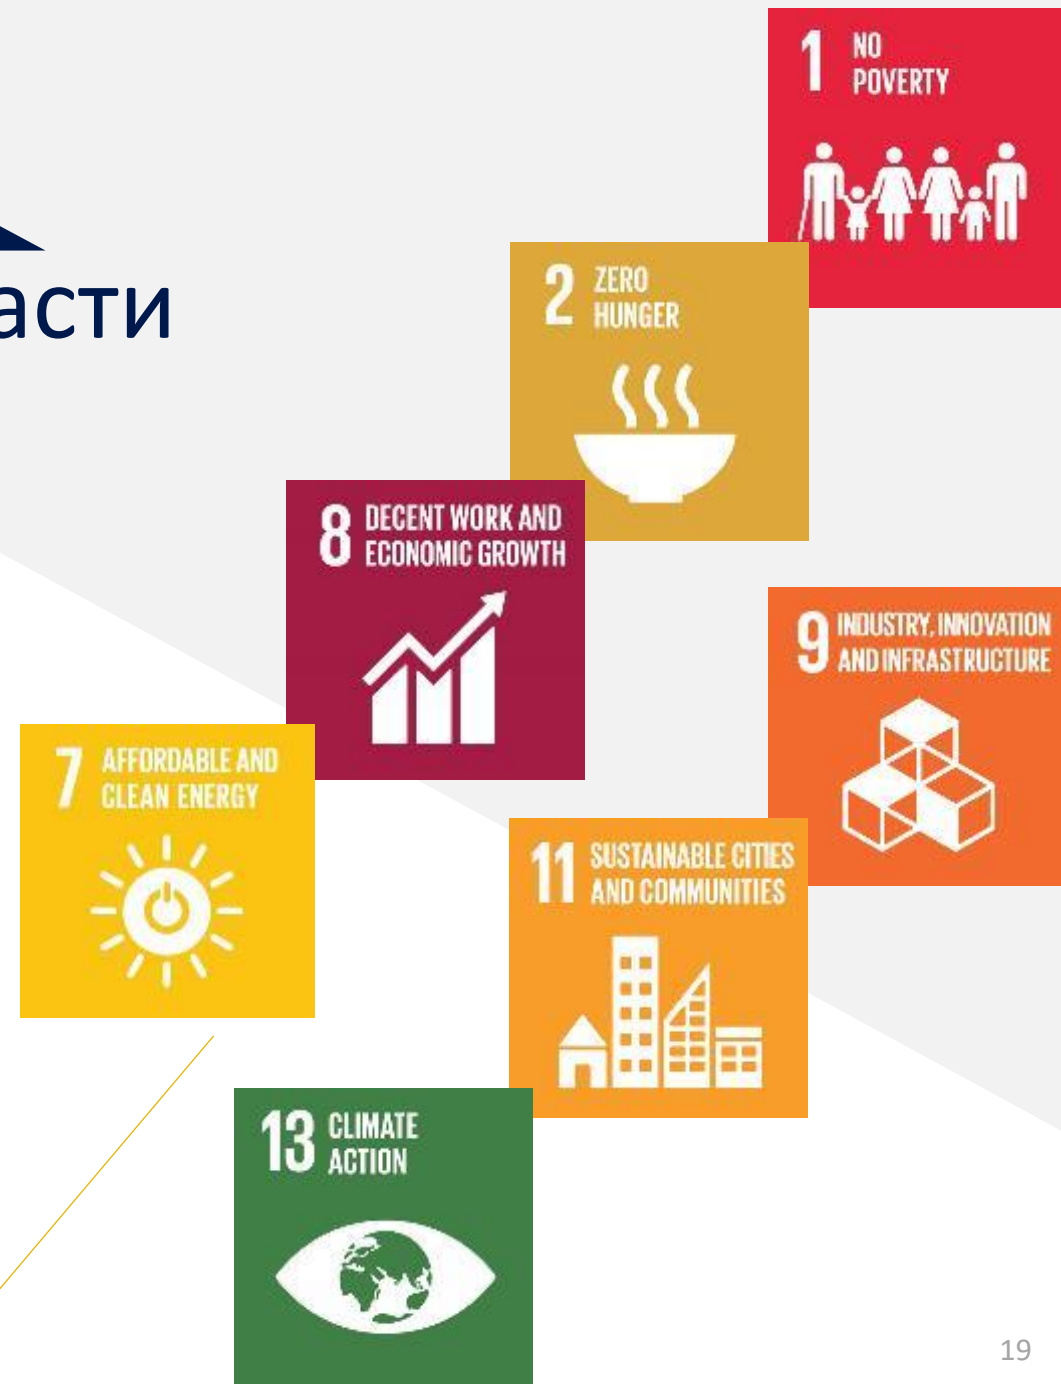 1 NO
POVERTY
2 ZERO
HUNGER
асти
8 DECENT WORK AND
ECONOMIC GROWTH
9 INDUSTRY, INNOVATION
AND INFRASTRUCTURE
7 AFFORDABLE AND
CLEAN ENERGY
11 SUSTAINABLE CITIES
AND COMMUNITIES
13 CLIMATE
ACTION
19